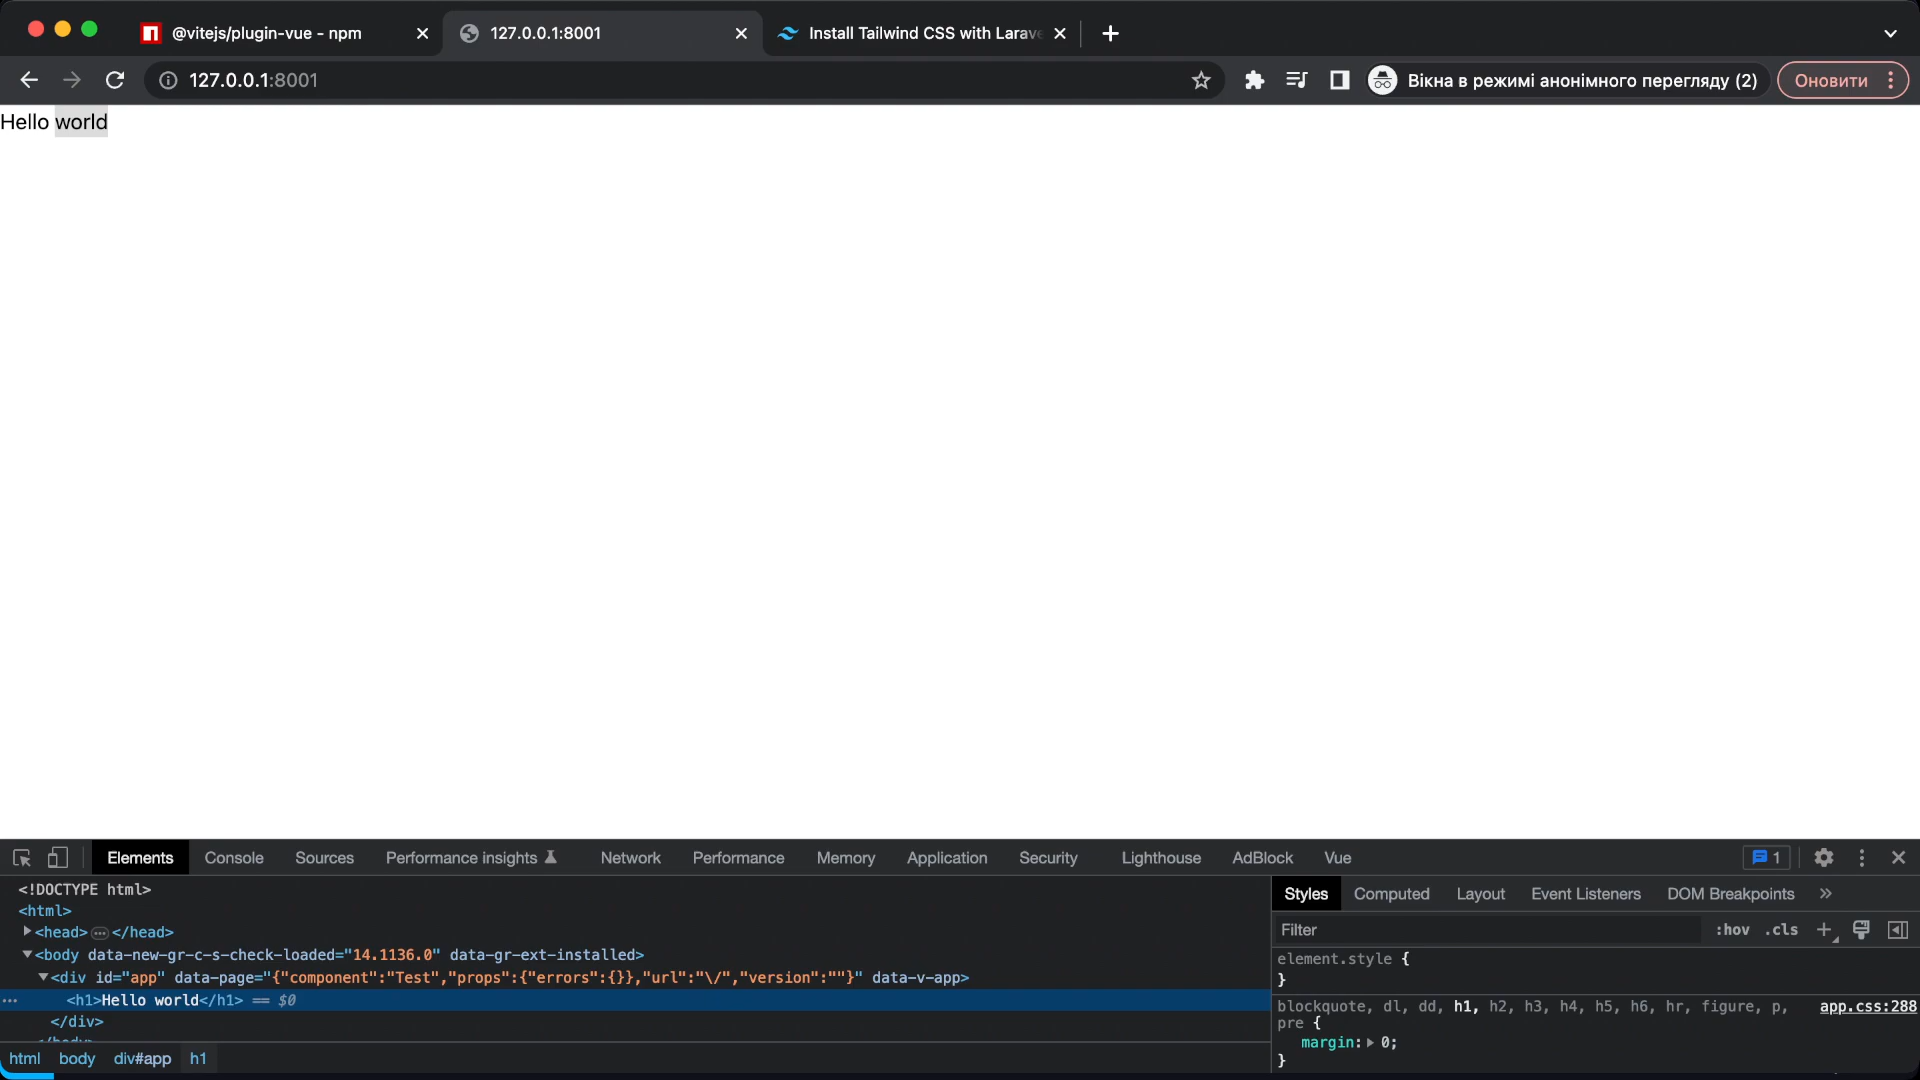 @vitejs/plugin-vue - npm
127.0.0.1:8001
Install Tailwind CSS with Larave
127.0.0.1:8001
Вікна в режимі анонімного перегляду (2)
Оновити
Hello world
Elements Console Sources Performance insights Network Performance Memory Application Security Lighthouse AdBlock Vue 1
<!DOCTYPE html>
<html>
<head> … </head>
<body data-new-gr-c-s-check-loaded="14.1136.0" data-gr-ext-installed>
<div id="app" data-page="{"component":"Test","props":{"errors":{}},"url":"\/","version":""}" data-v-app>
<h1>Hello world</h1> == $0
</div>
</body>
html body div#app h1
Styles Computed Layout Event Listeners DOM Breakpoints »
Filter :hov .cls +
element.style {
}
blockquote, dl, dd, h1, h2, h3, h4, h5, h6, hr, figure, p, app.css:288
pre {
margin: 0;
}